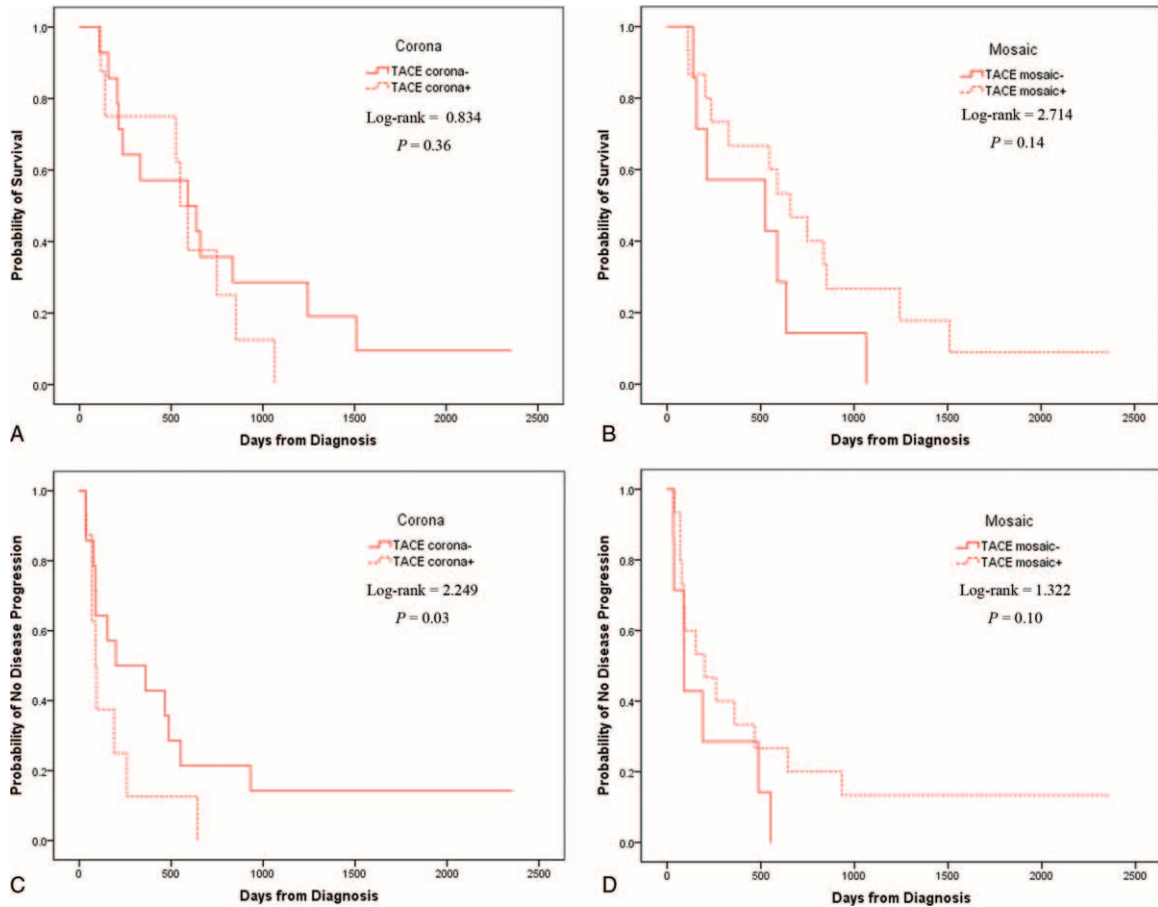 Corona
TACE corona-
TACE corona+
Log-rank = 0.834
P = 0.36
Probability of Survival
1.0
0.8
0.6
0.4
0.2
0.0
0 500 1000 1500 2000 2500
Days from Diagnosis
A
Mosaic
TACE mosaic-
TACE mosaic+
Log-rank = 2.714
P = 0.14
Probability of Survival
1.0
0.8
0.6
0.4
0.2
0.0
0 500 1000 1500 2000 2500
Days from Diagnosis
B
Corona
TACE corona-
TACE corona+
Log-rank = 2.249
P = 0.03
Probability of No Disease Progression
1.0
0.8
0.6
0.4
0.2
0.0
0 500 1000 1500 2000 2500
Days from Diagnosis
C
Mosaic
TACE mosaic-
TACE mosaic+
Log-rank = 1.322
P = 0.10
Probability of No Disease Progression
1.0
0.8
0.6
0.4
0.2
0.0
0 500 1000 1500 2000 2500
Days from Diagnosis
D